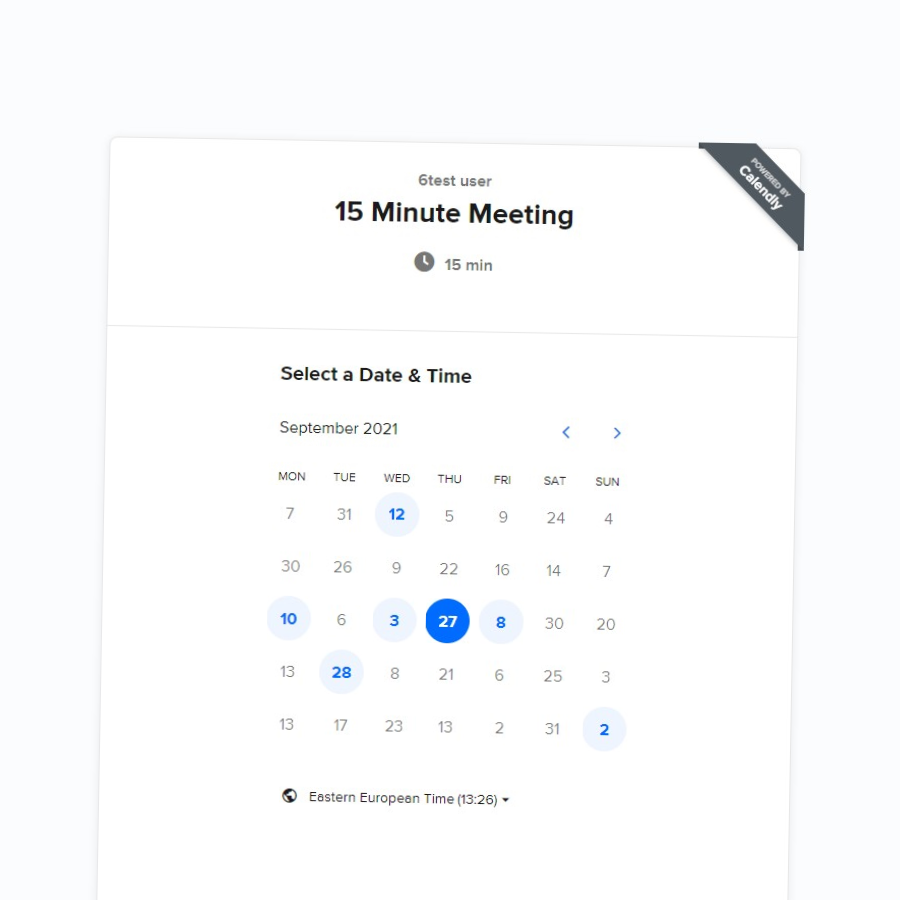 POWERED BY
Calendly
6test user
15 Minute Meeting
15 min
Select a Date & Time
September 2021
MON TUE WED THU FRI SAT SUN
7 31 12 5 9 24 4
30 26 9 22 16 14 7
10 6 3 27 8 30 20
13 28 8 21 6 25 3
13 17 23 13 2 31 2
Eastern European Time (13:26)